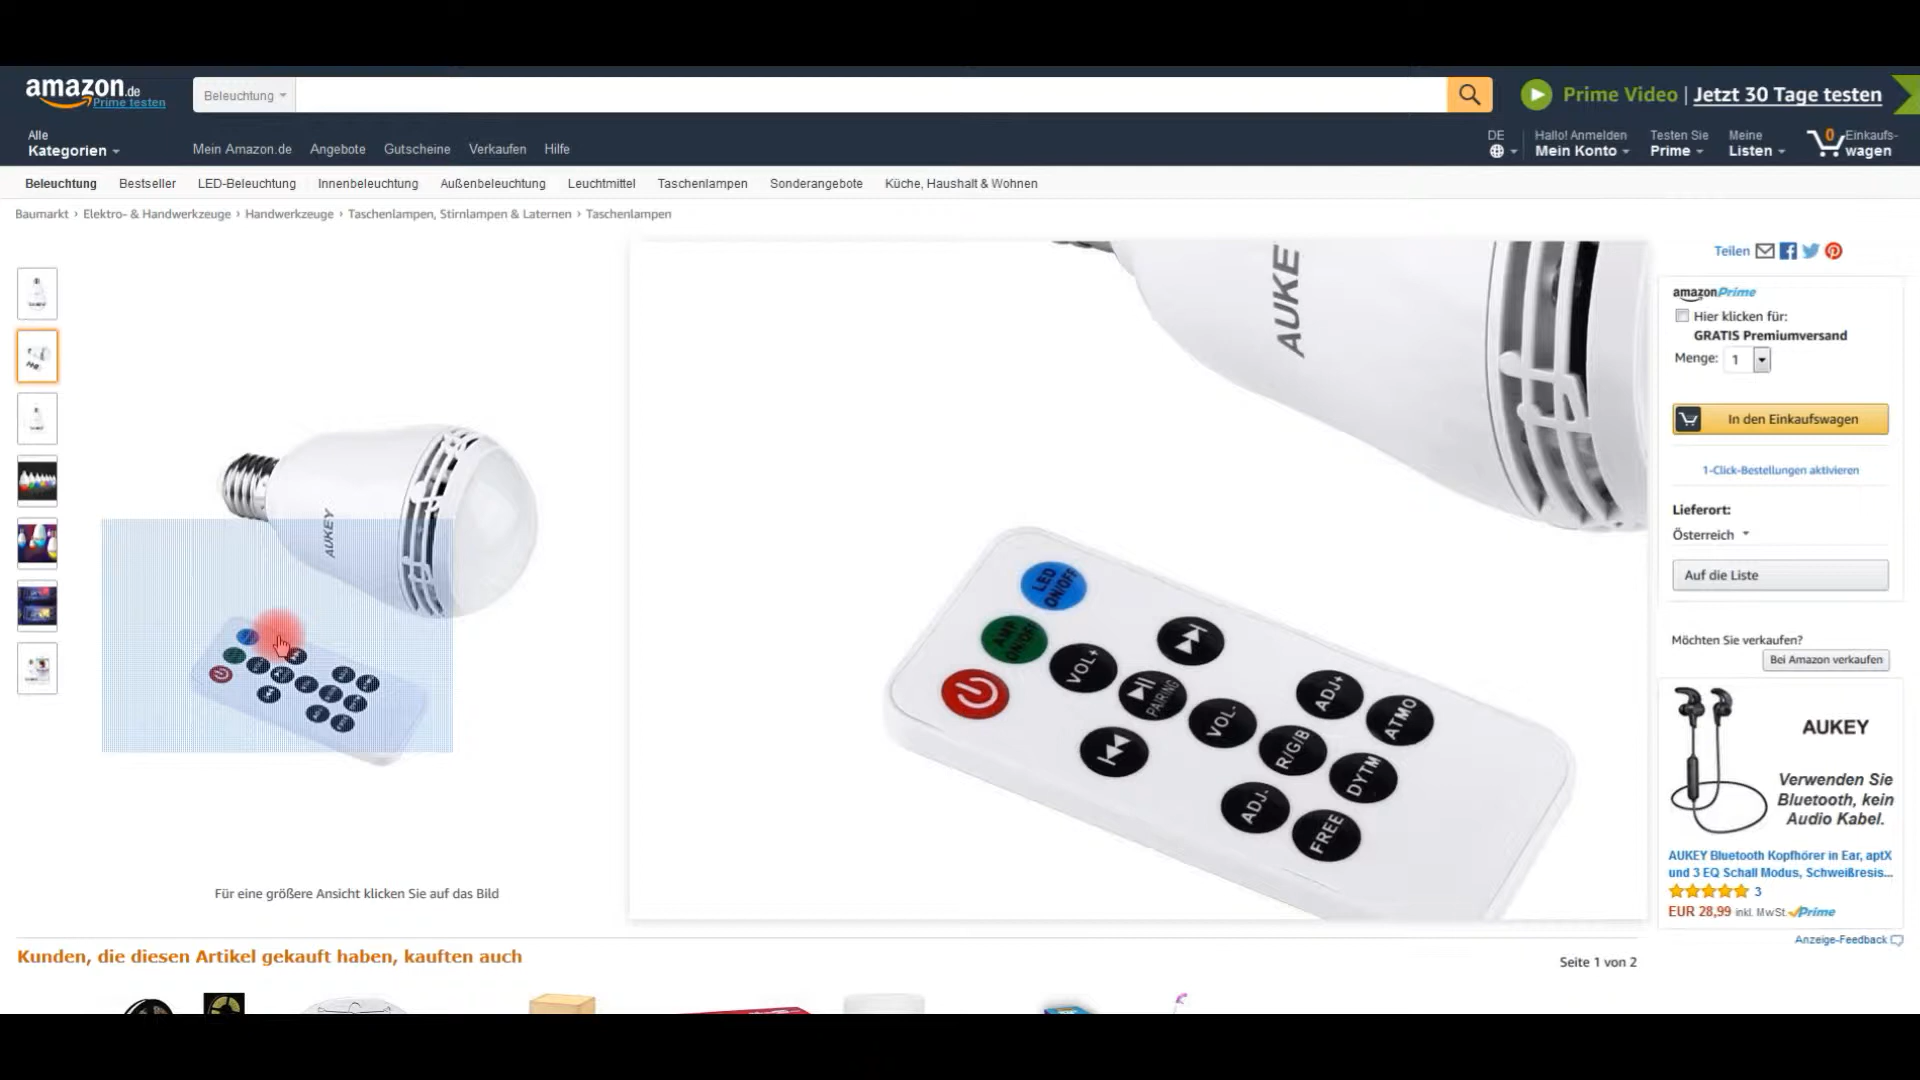 amazon.de
Prime testen
Beleuchtung
Prime Video | Jetzt 30 Tage testen
Alle
Kategorien
Mein Amazon.de
Angebote
Gutscheine
Verkaufen
Hilfe
DE
Hallo! Anmelden
Mein Konto
Testen Sie
Prime
Meine
Listen
0
Einkaufs-
wagen
Beleuchtung
Bestseller
LED-Beleuchtung
Innenbeleuchtung
Außenbeleuchtung
Leuchtmittel
Taschenlampen
Sonderangebote
Küche, Haushalt & Wohnen
Baumarkt › Elektro- & Handwerkzeuge › Handwerkzeuge › Taschenlampen, Stirnlampen & Laternen › Taschenlampen
AUKEY
Für eine größere Ansicht klicken Sie auf das Bild
AUKE
LED
ON/OFF
AMP
ON/OFF
VOL+
PAIRING
VOL-
ADJ+
R/G/B
ADJ-
ATMO
DYTM
FREE
Teilen
amazonPrime
Hier klicken für:
GRATIS Premiumversand
Menge: 1
In den Einkaufswagen
1-Click-Bestellungen aktivieren
Lieferort:
Österreich
Auf die Liste
Möchten Sie verkaufen?
Bei Amazon verkaufen
AUKEY
Verwenden Sie
Bluetooth, kein
Audio Kabel.
AUKEY Bluetooth Kopfhörer in Ear, aptX
und 3 EQ Schall Modus, Schweißresis...
3
EUR 28,99 inkl. MwSt. Prime
Anzeige-Feedback
Kunden, die diesen Artikel gekauft haben, kauften auch
Seite 1 von 2